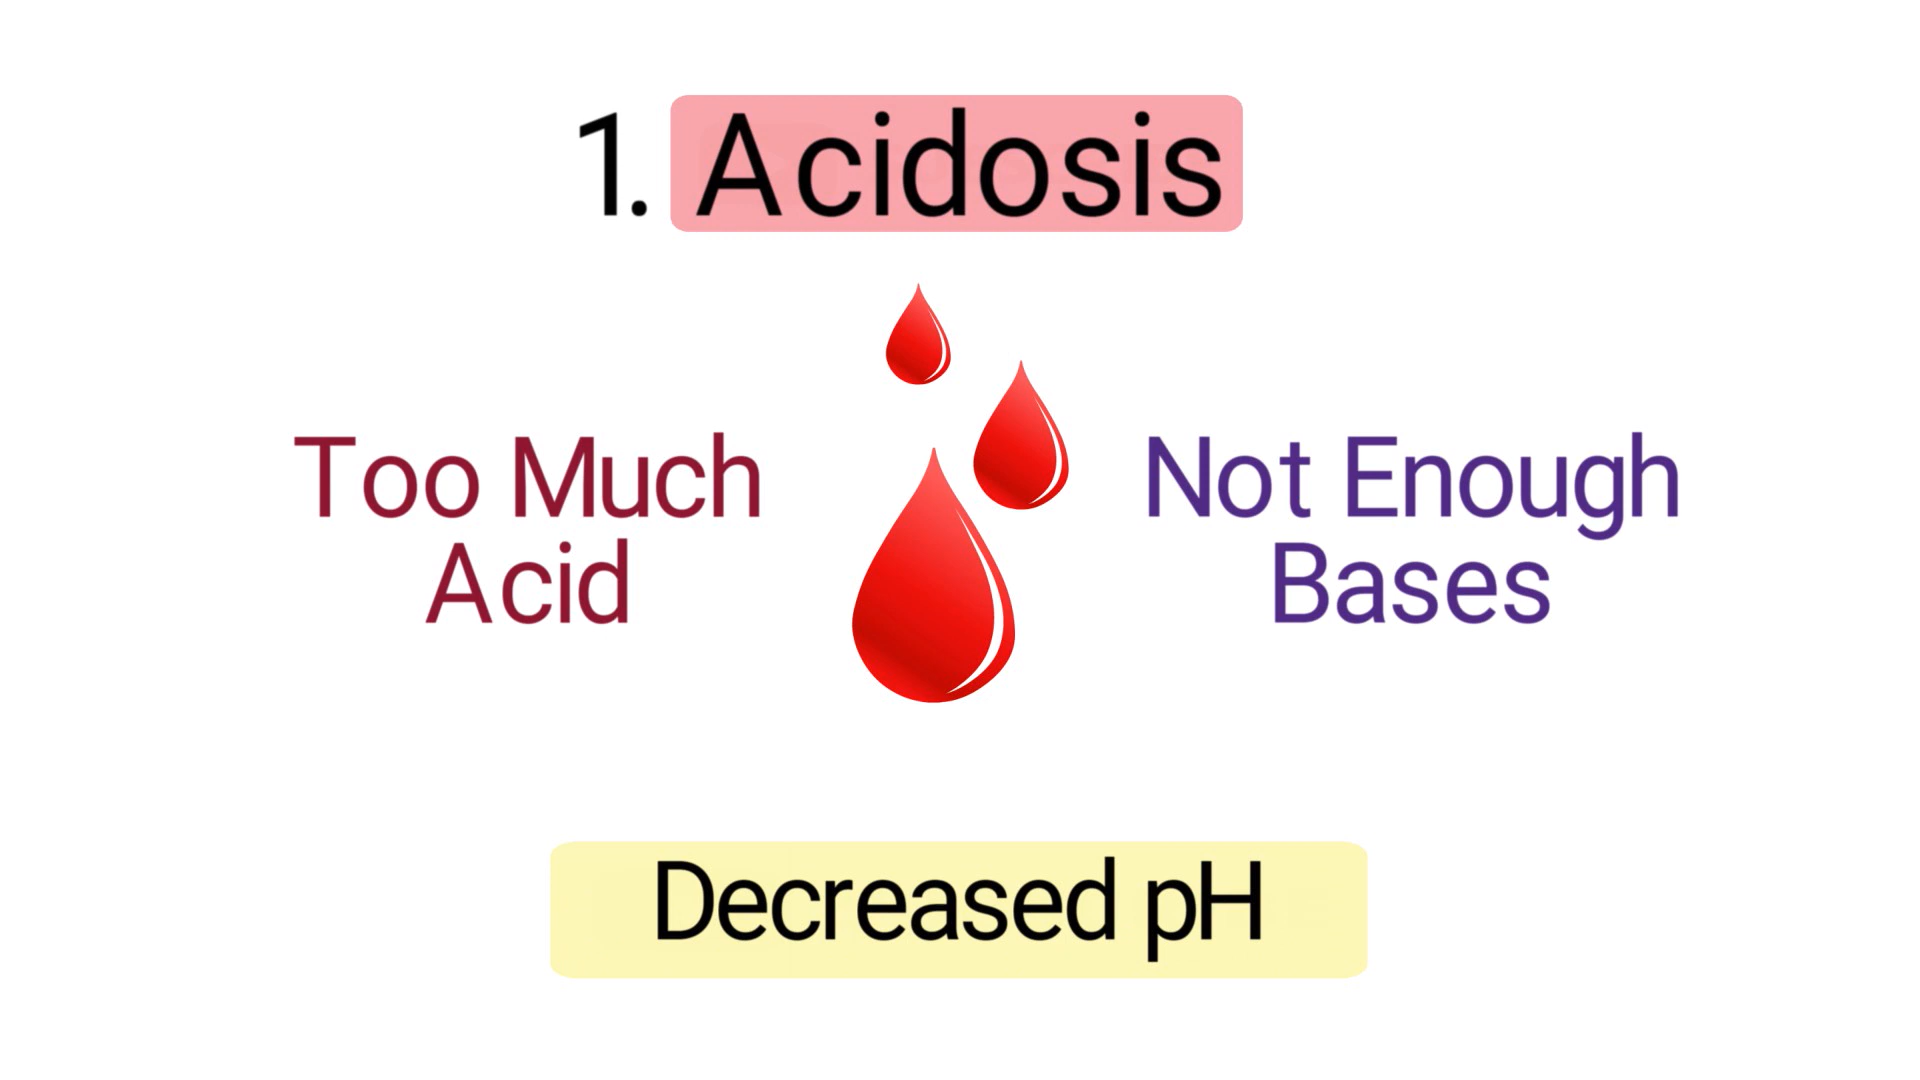 1. Acidosis
Too Much
Acid
Not Enough
Bases
Decreased pH